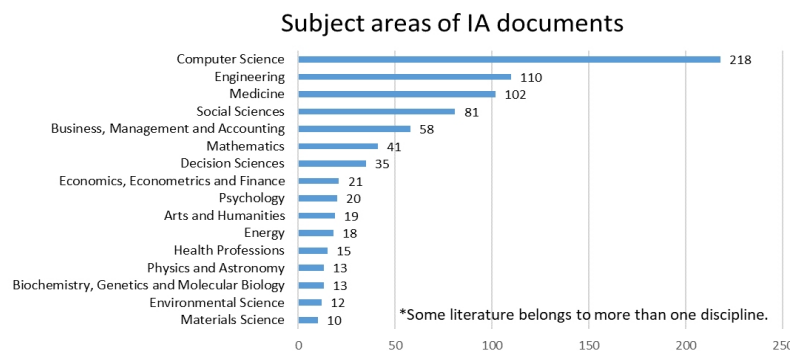 Subject areas of IA documents
Computer Science 218
Engineering 110
Medicine 102
Social Sciences 81
Business, Management and Accounting 58
Mathematics 41
Decision Sciences 35
Economics, Econometrics and Finance 21
Psychology 20
Arts and Humanities 19
Energy 18
Health Professions 15
Physics and Astronomy 13
Biochemistry, Genetics and Molecular Biology 13
Environmental Science 12
Materials Science 10
*Some literature belongs to more than one discipline.
0 50 100 150 200 250